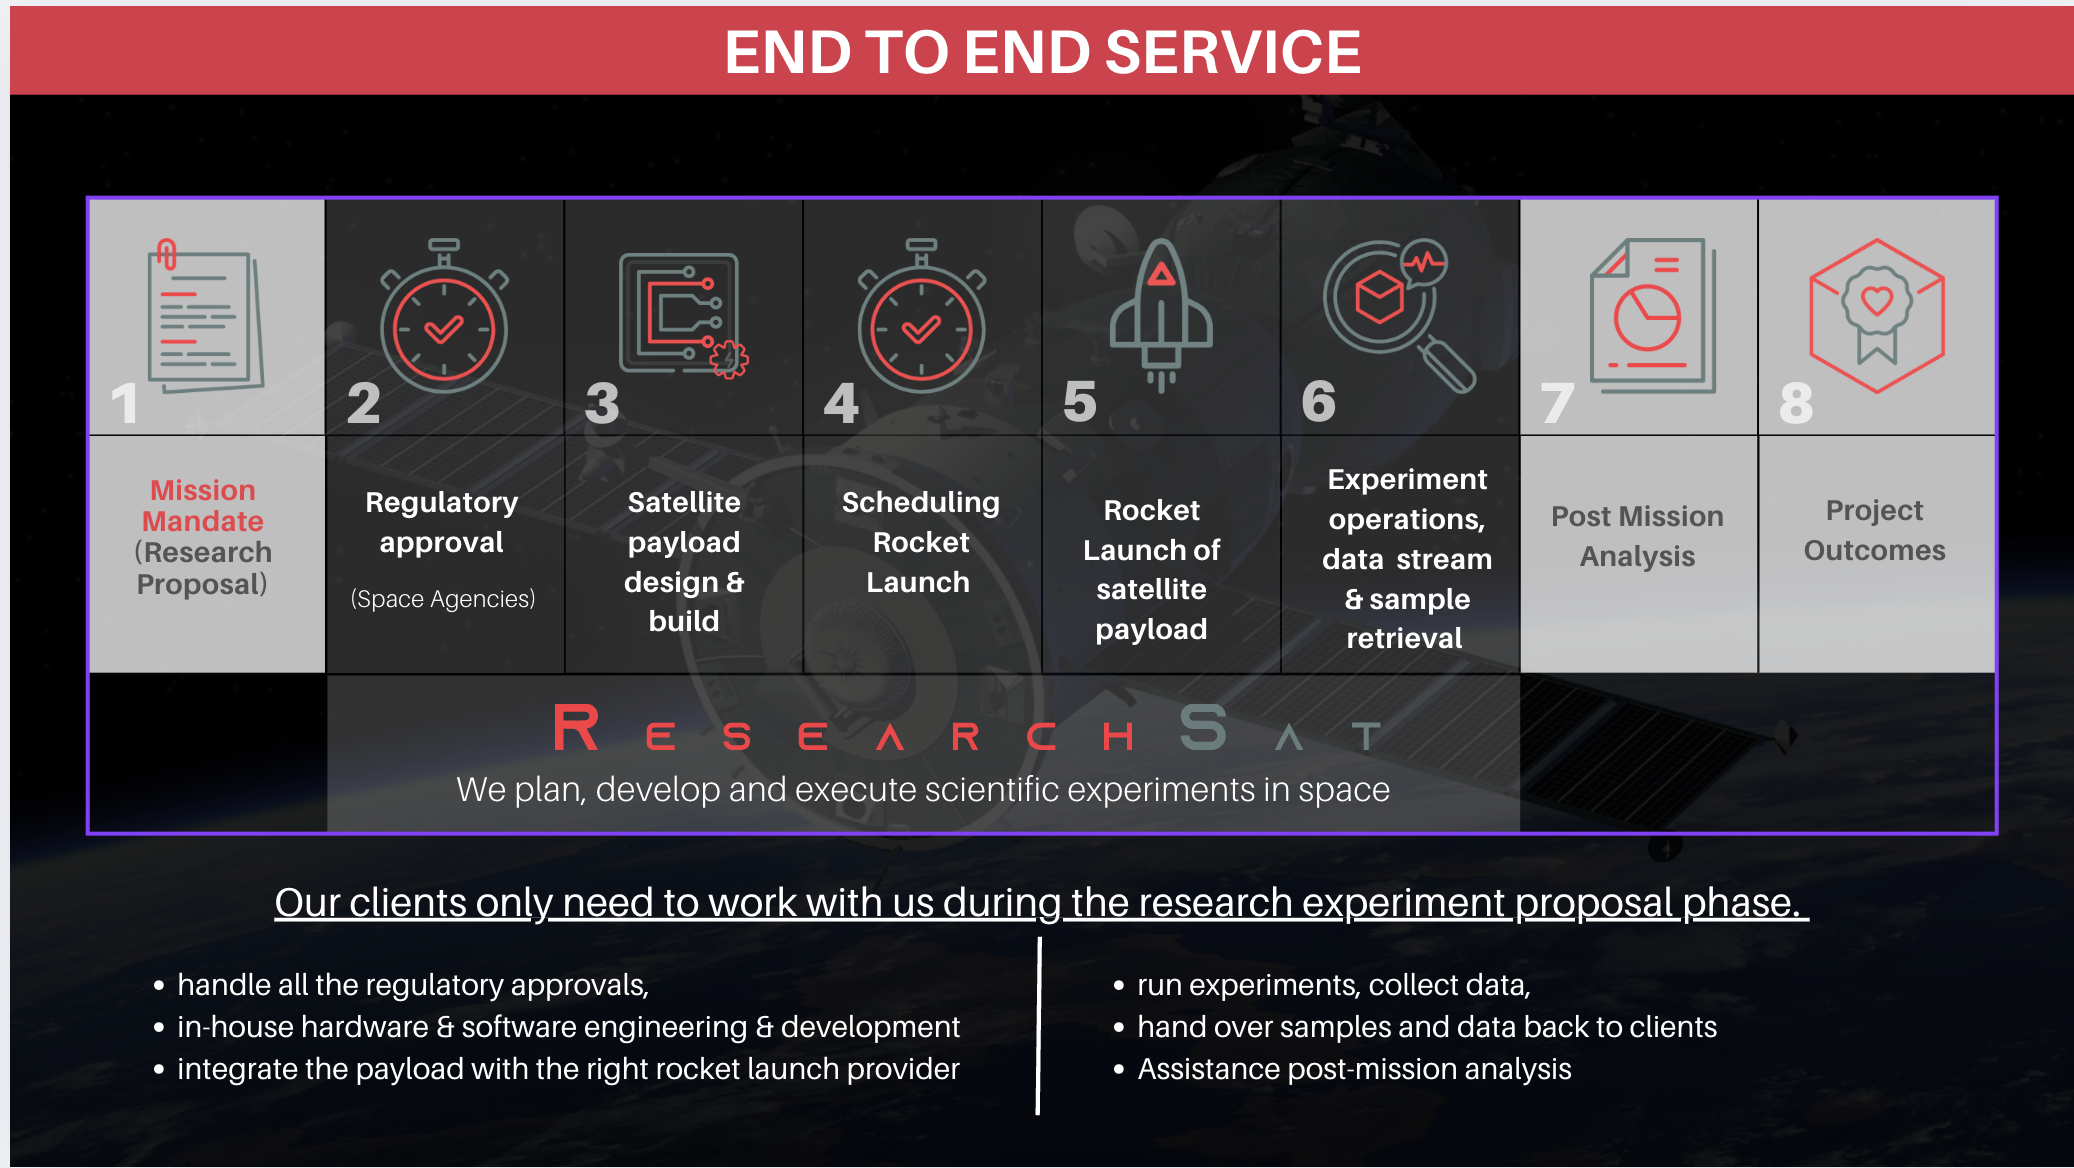 END TO END SERVICE
1
2
3
4
5
6
7
8
Mission
Mandate
(Research
Proposal)
Regulatory
approval
(Space Agencies)
Satellite
payload
design &
build
Scheduling
Rocket
Launch
Rocket
Launch of
satellite
payload
Experiment
operations,
data stream
& sample
retrieval
Post Mission
Analysis
Project
Outcomes
RESEARCHSAT
We plan, develop and execute scientific experiments in space
Our clients only need to work with us during the research experiment proposal phase.
• handle all the regulatory approvals,
• in-house hardware & software engineering & development
• integrate the payload with the right rocket launch provider
• run experiments, collect data,
• hand over samples and data back to clients
• Assistance post-mission analysis